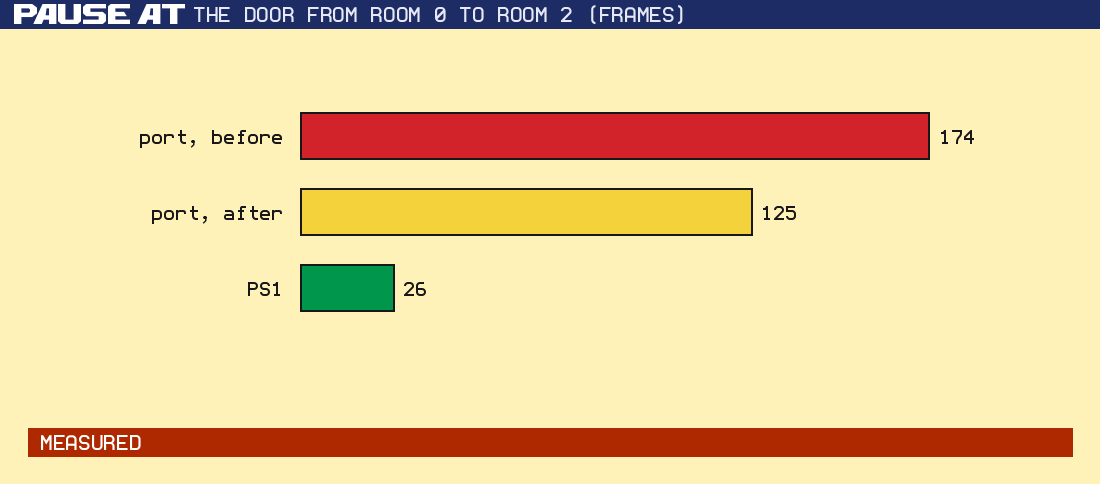 PAUSE AT THE DOOR FROM ROOM 0 TO ROOM 2 (FRAMES)
port, before 174
port, after 125
PS1 26
MEASURED